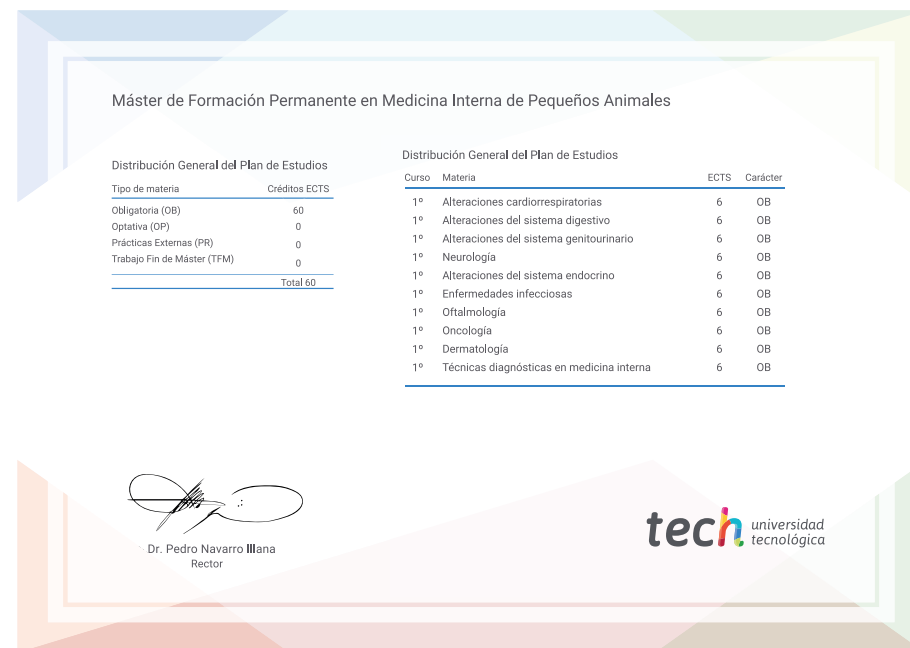 Máster de Formación Permanente en Medicina Interna de Pequeños Animales
Distribución General del Plan de Estudios
Tipo de materia Créditos ECTS
Obligatoria (OB) 60
Optativa (OP) 0
Prácticas Externas (PR) 0
Trabajo Fin de Máster (TFM) 0
Total 60
Distribución General del Plan de Estudios
Curso Materia ECTS Carácter
1º Alteraciones cardiorrespiratorias 6 OB
1º Alteraciones del sistema digestivo 6 OB
1º Alteraciones del sistema genitourinario 6 OB
1º Neurología 6 OB
1º Alteraciones del sistema endocrino 6 OB
1º Enfermedades infecciosas 6 OB
1º Oftalmología 6 OB
1º Oncología 6 OB
1º Dermatología 6 OB
1º Técnicas diagnósticas en medicina interna 6 OB
Dr. Pedro Navarro Illana
Rector
tech universidad
tecnológica